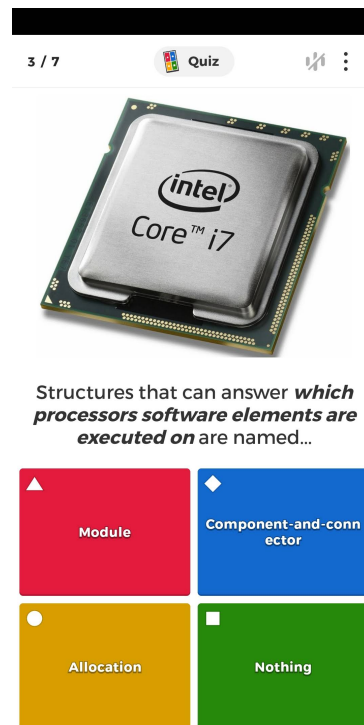 3 / 7
Quiz
intel
Core™ i7
Structures that can answer which
processors software elements are
executed on are named...
Module
Component-and-conn
ector
Allocation
Nothing